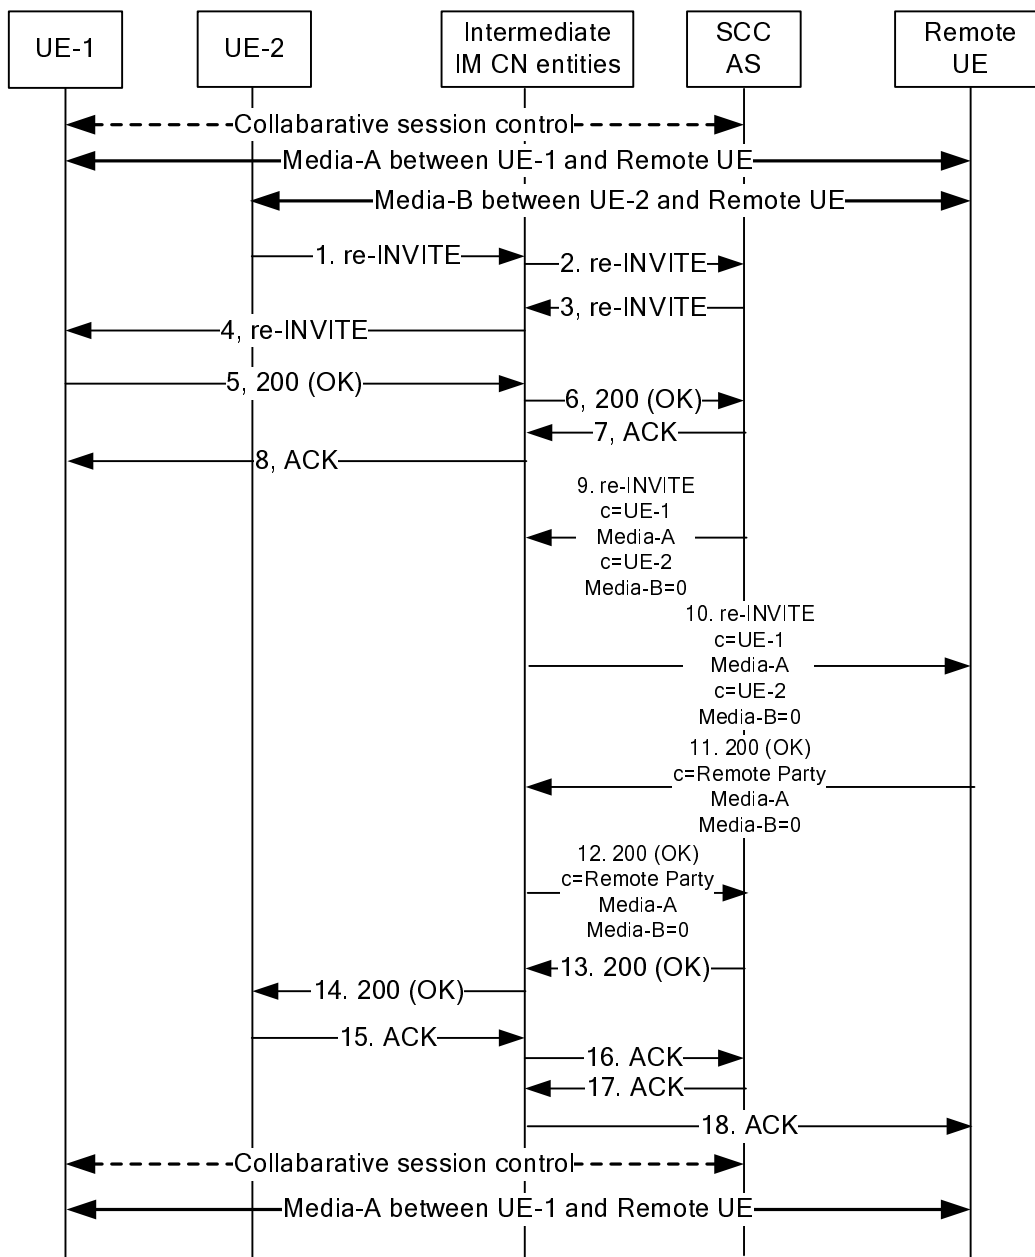 UE-1
UE-2
Intermediate
IM CN entities
SCC
AS
Remote
UE
Collabarative session control
Media-A between UE-1 and Remote UE
Media-B between UE-2 and Remote UE
1. re-INVITE
2. re-INVITE
3, re-INVITE
4, re-INVITE
5, 200 (OK)
6, 200 (OK)
7, ACK
8, ACK
9. re-INVITE
c=UE-1
Media-A
c=UE-2
Media-B=0
10. re-INVITE
c=UE-1
Media-A
c=UE-2
Media-B=0
11. 200 (OK)
c=Remote Party
Media-A
Media-B=0
12. 200 (OK)
c=Remote Party
Media-A
Media-B=0
13. 200 (OK)
14. 200 (OK)
15. ACK
16. ACK
17. ACK
18. ACK
Collabarative session control
Media-A between UE-1 and Remote UE